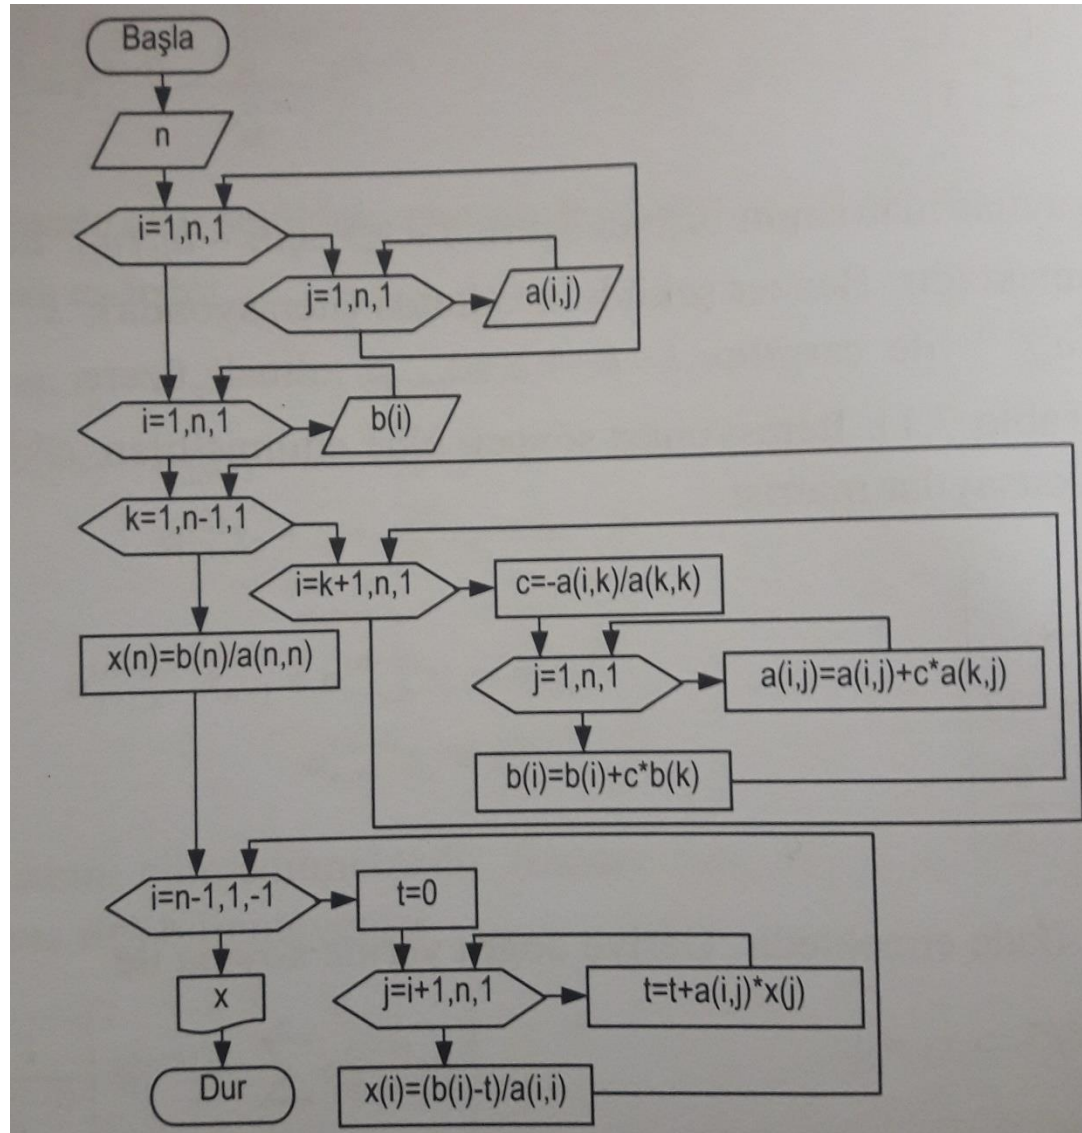 Başla
n
i=1,n,1
j=1,n,1
a(i,j)
i=1,n,1
b(i)
k=1,n-1,1
i=k+1,n,1
c=-a(i,k)/a(k,k)
x(n)=b(n)/a(n,n)
j=1,n,1
a(i,j)=a(i,j)+c*a(k,j)
b(i)=b(i)+c*b(k)
i=n-1,1,-1
t=0
j=i+1,n,1
t=t+a(i,j)*x(j)
x
x(i)=(b(i)-t)/a(i,i)
Dur